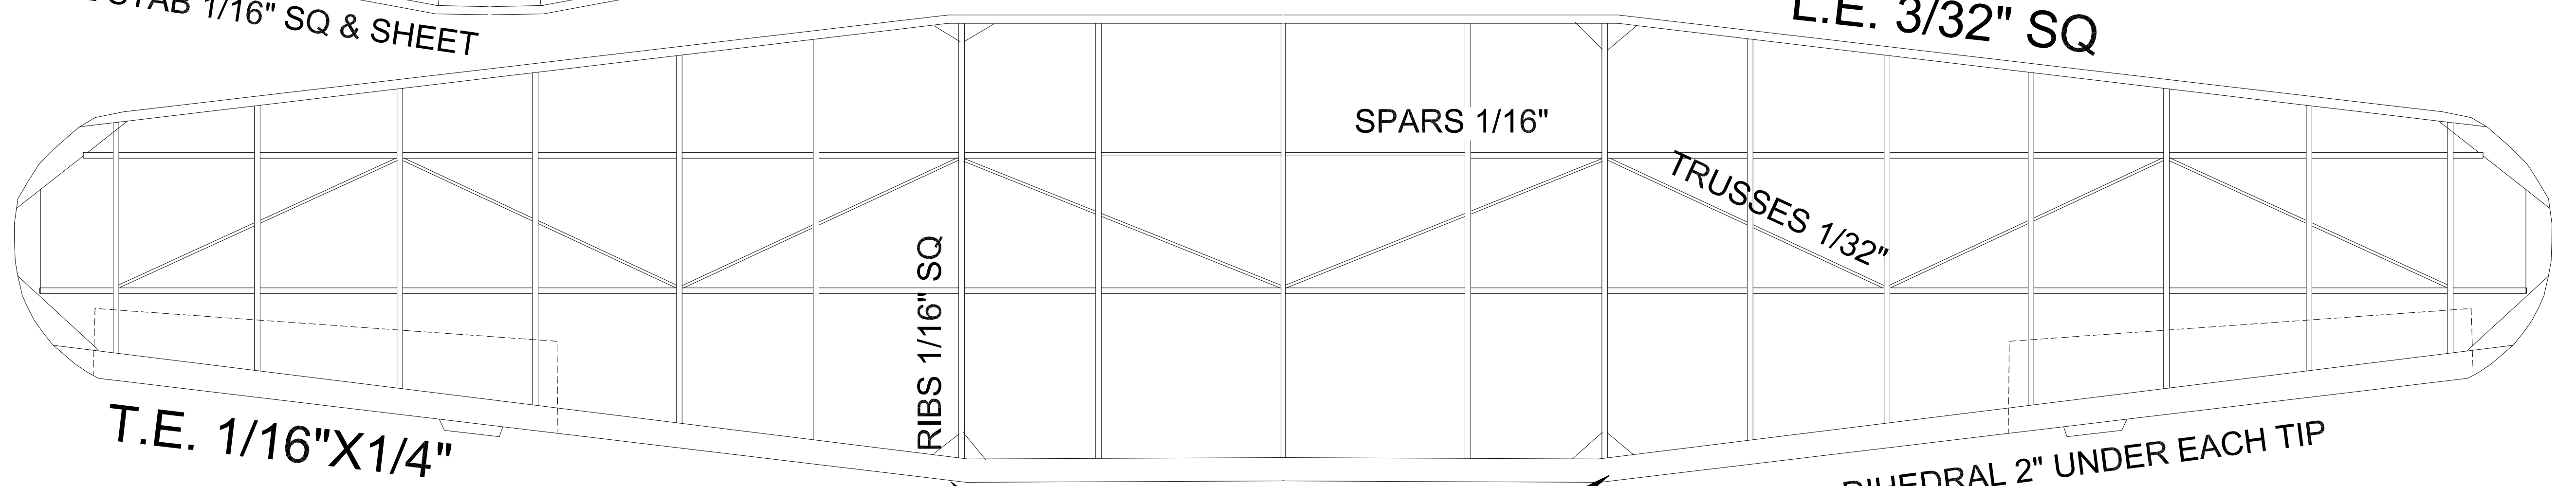 STAB 1/16" SQ & SHEET
L.E. 3/32" SQ
SPARS 1/16"
TRUSSES 1/32"
RIBS 1/16" SQ
T.E. 1/16"X1/4"
DIHEDRAL 2" UNDER EACH TIP